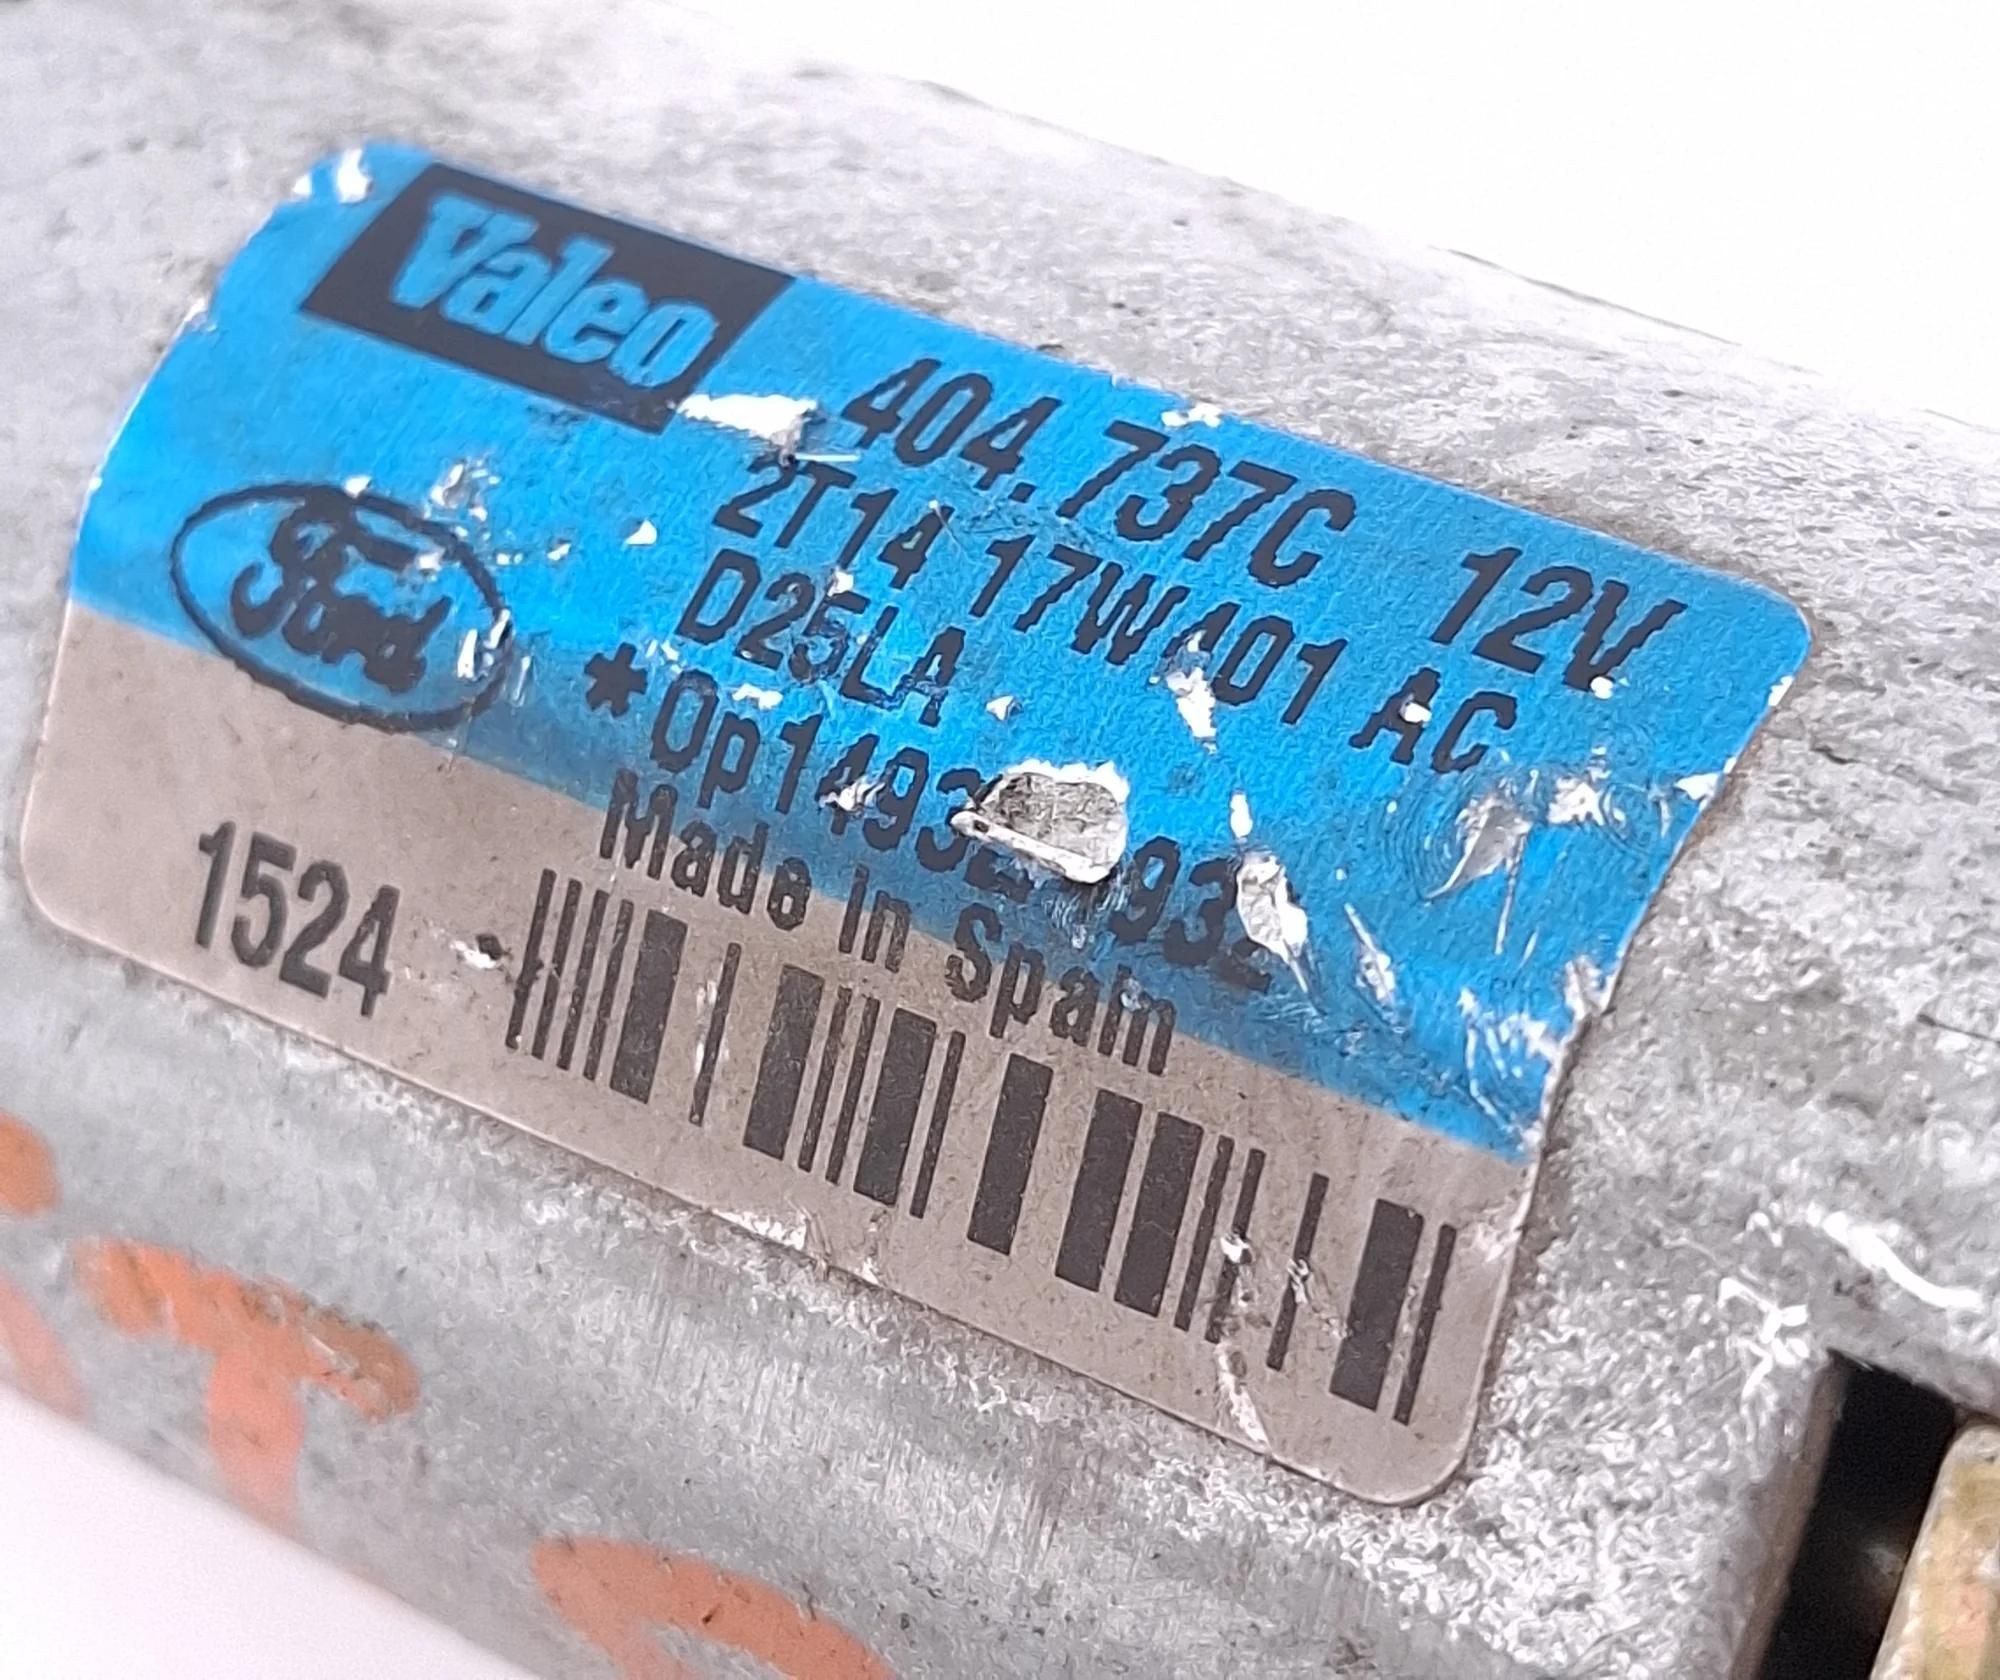 Valeo
404.737C 12V
2T14 17W401 AC
Ford
D25LA
Made in Spain
1524